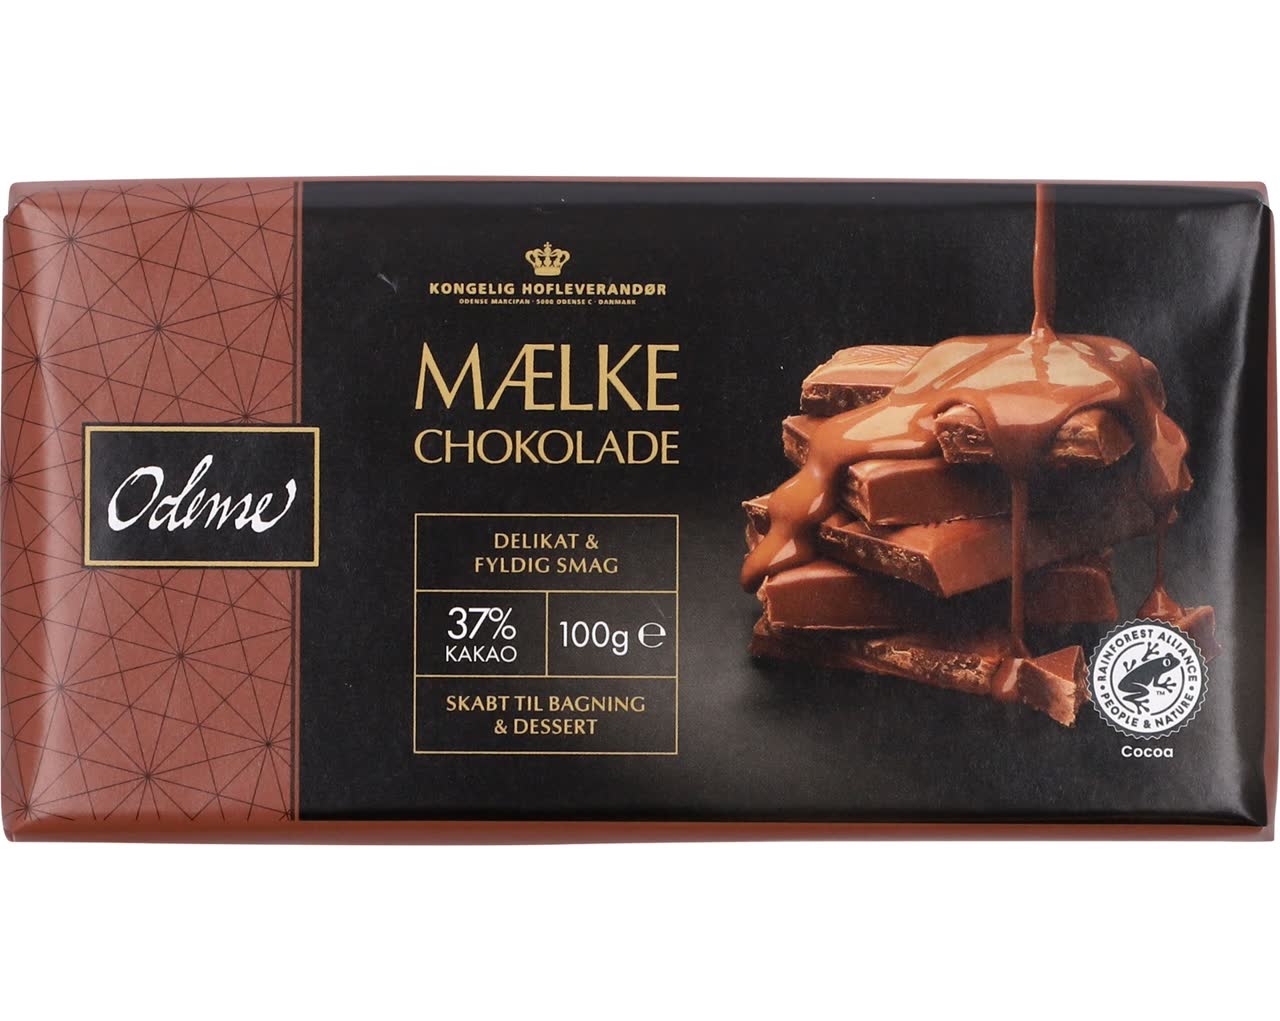 KONGELIG HOFLEVERANDØR
ODENSE MARCIPAN · 5000 ODENSE C · DANMARK
MÆLKE
CHOKOLADE
Odense
DELIKAT &
FYLDIG SMAG
37%
KAKAO
100g ℮
SKABT TIL BAGNING
& DESSERT
RAINFOREST ALLIANCE
PEOPLE & NATURE
TM
Cocoa